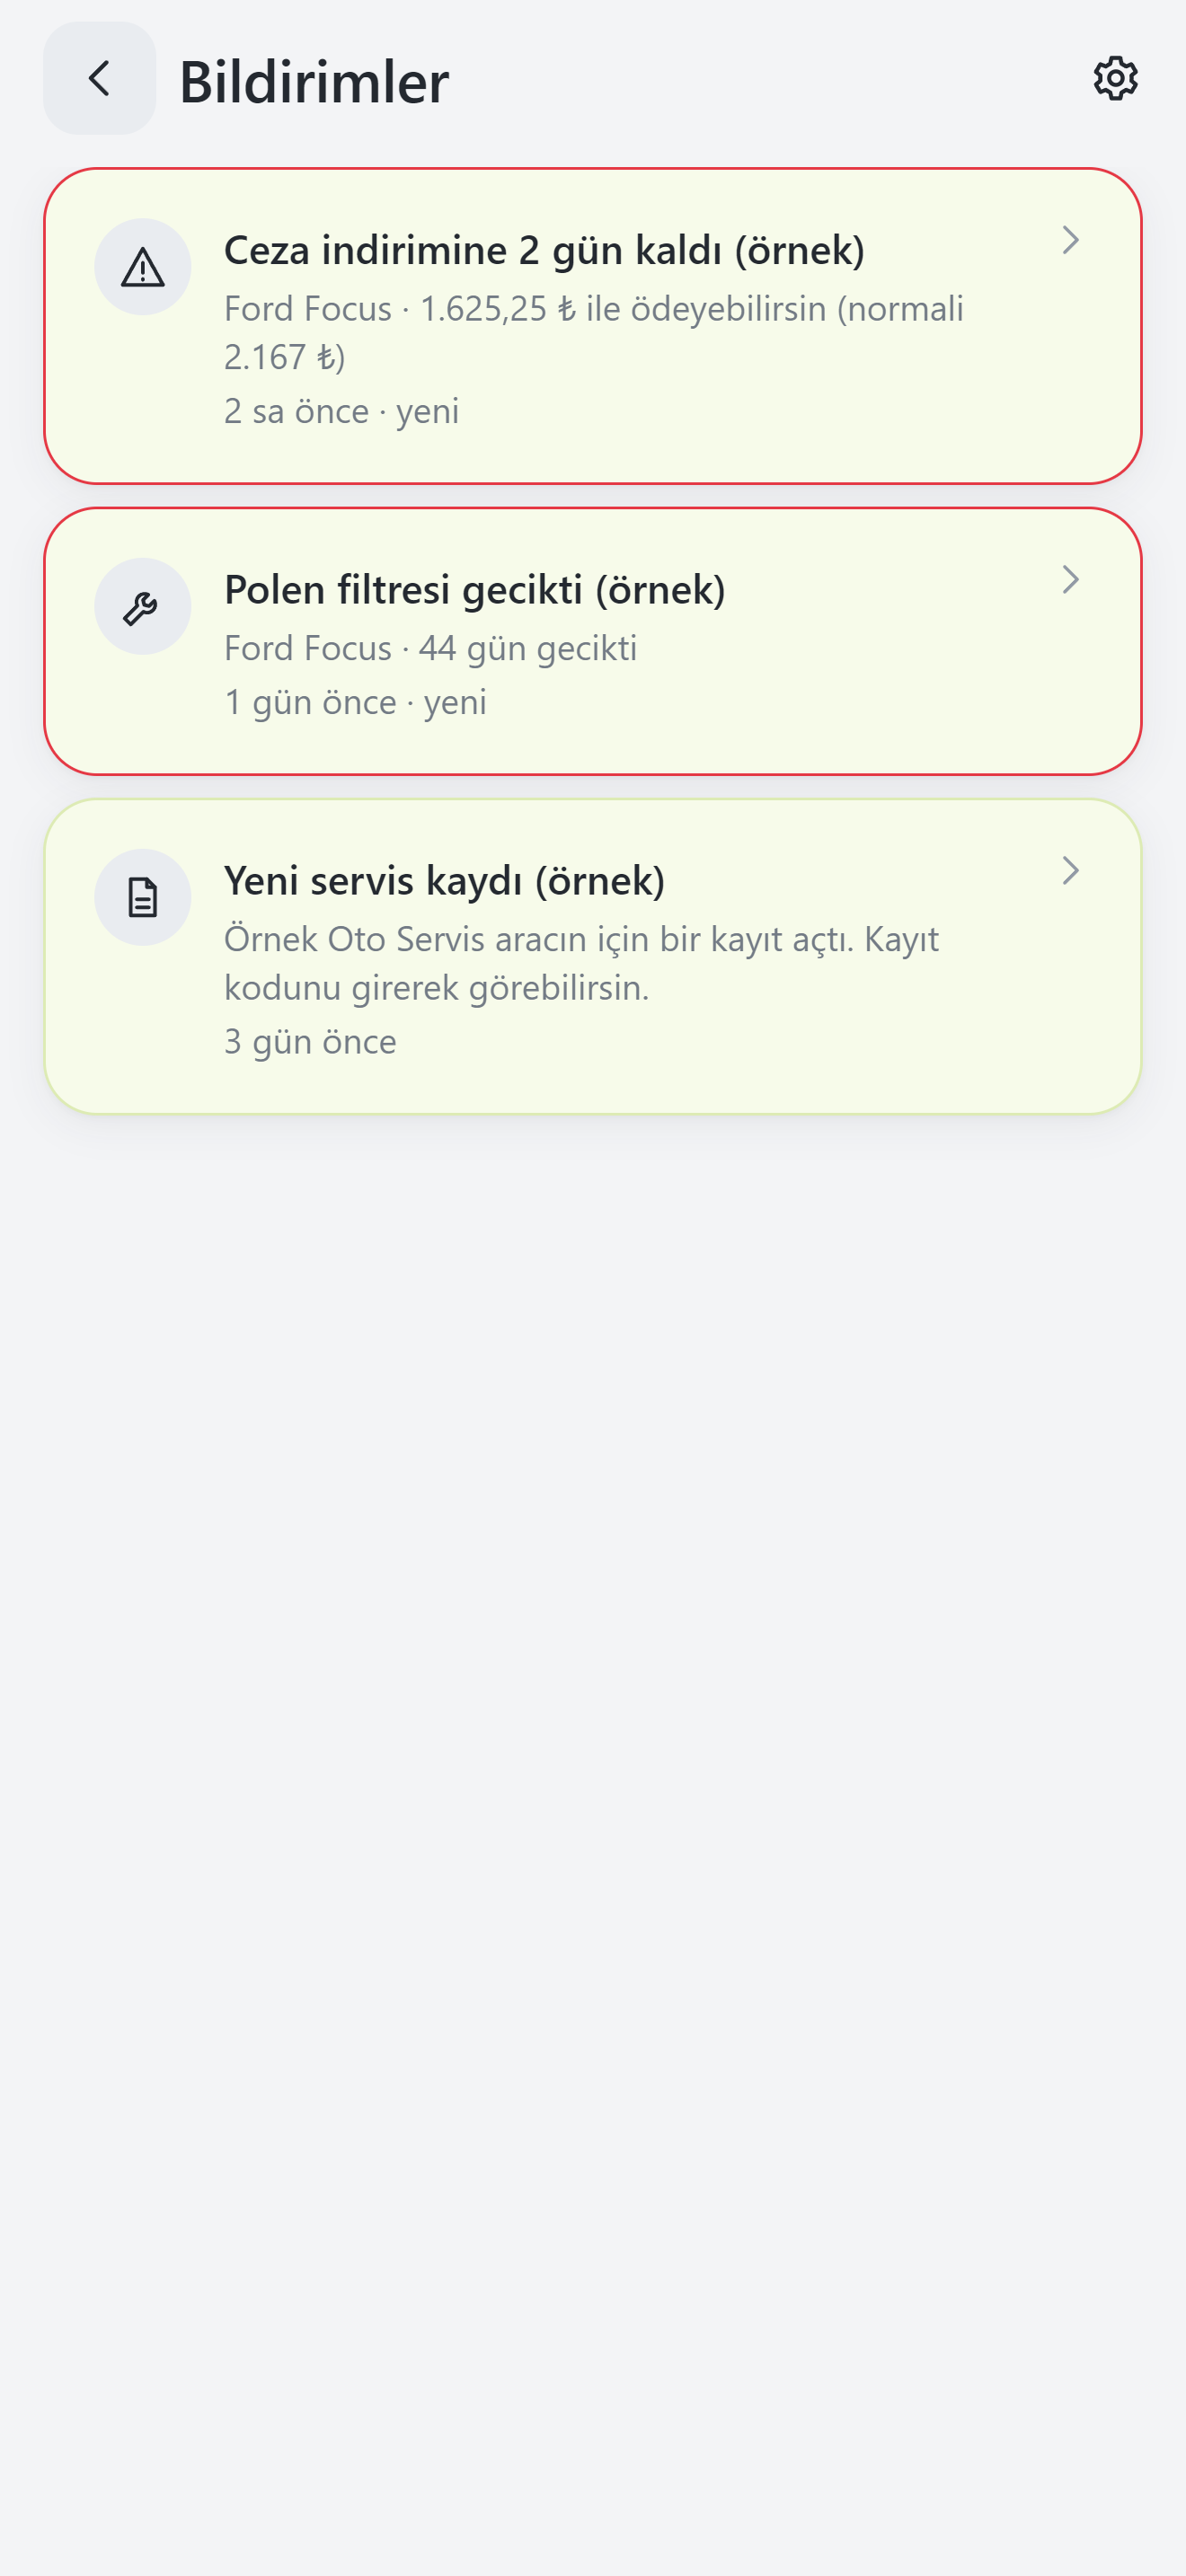 Bildirimler
Ceza indirimine 2 gün kaldı (örnek)
Ford Focus · 1.625,25 ₺ ile ödeyebilirsin (normali
2.167 ₺)
2 sa önce · yeni
Polen filtresi gecikti (örnek)
Ford Focus · 44 gün gecikti
1 gün önce · yeni
Yeni servis kaydı (örnek)
Örnek Oto Servis aracın için bir kayıt açtı. Kayıt
kodunu girerek görebilirsin.
3 gün önce